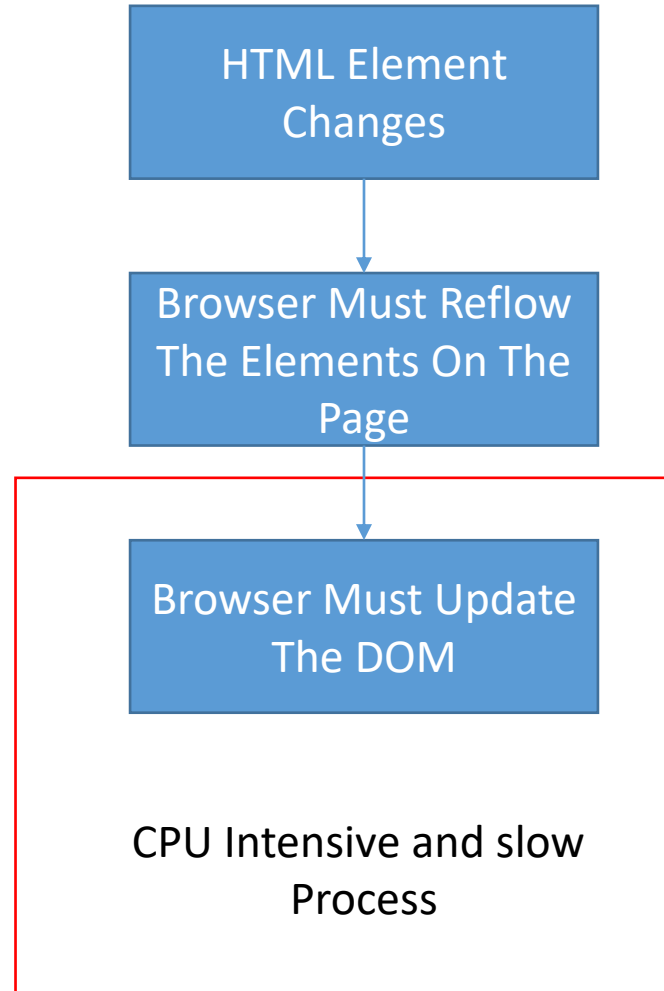 HTML Element
Changes
Browser Must Reflow
The Elements On The
Page
Browser Must Update
The DOM
CPU Intensive and slow
Process